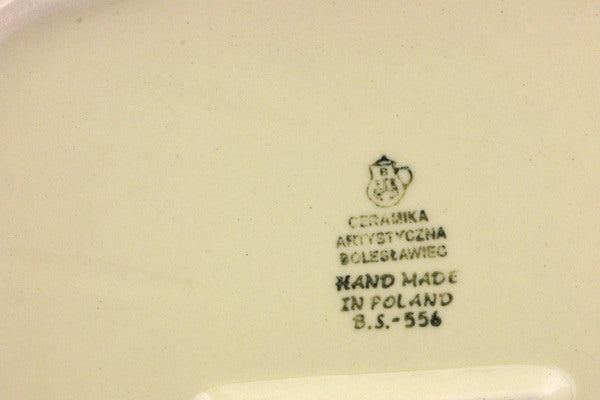 CERAMIKA
ARTYSTYCZNA
BOLESŁAWIEC
HAND MADE
IN POLAND
B.S.-556